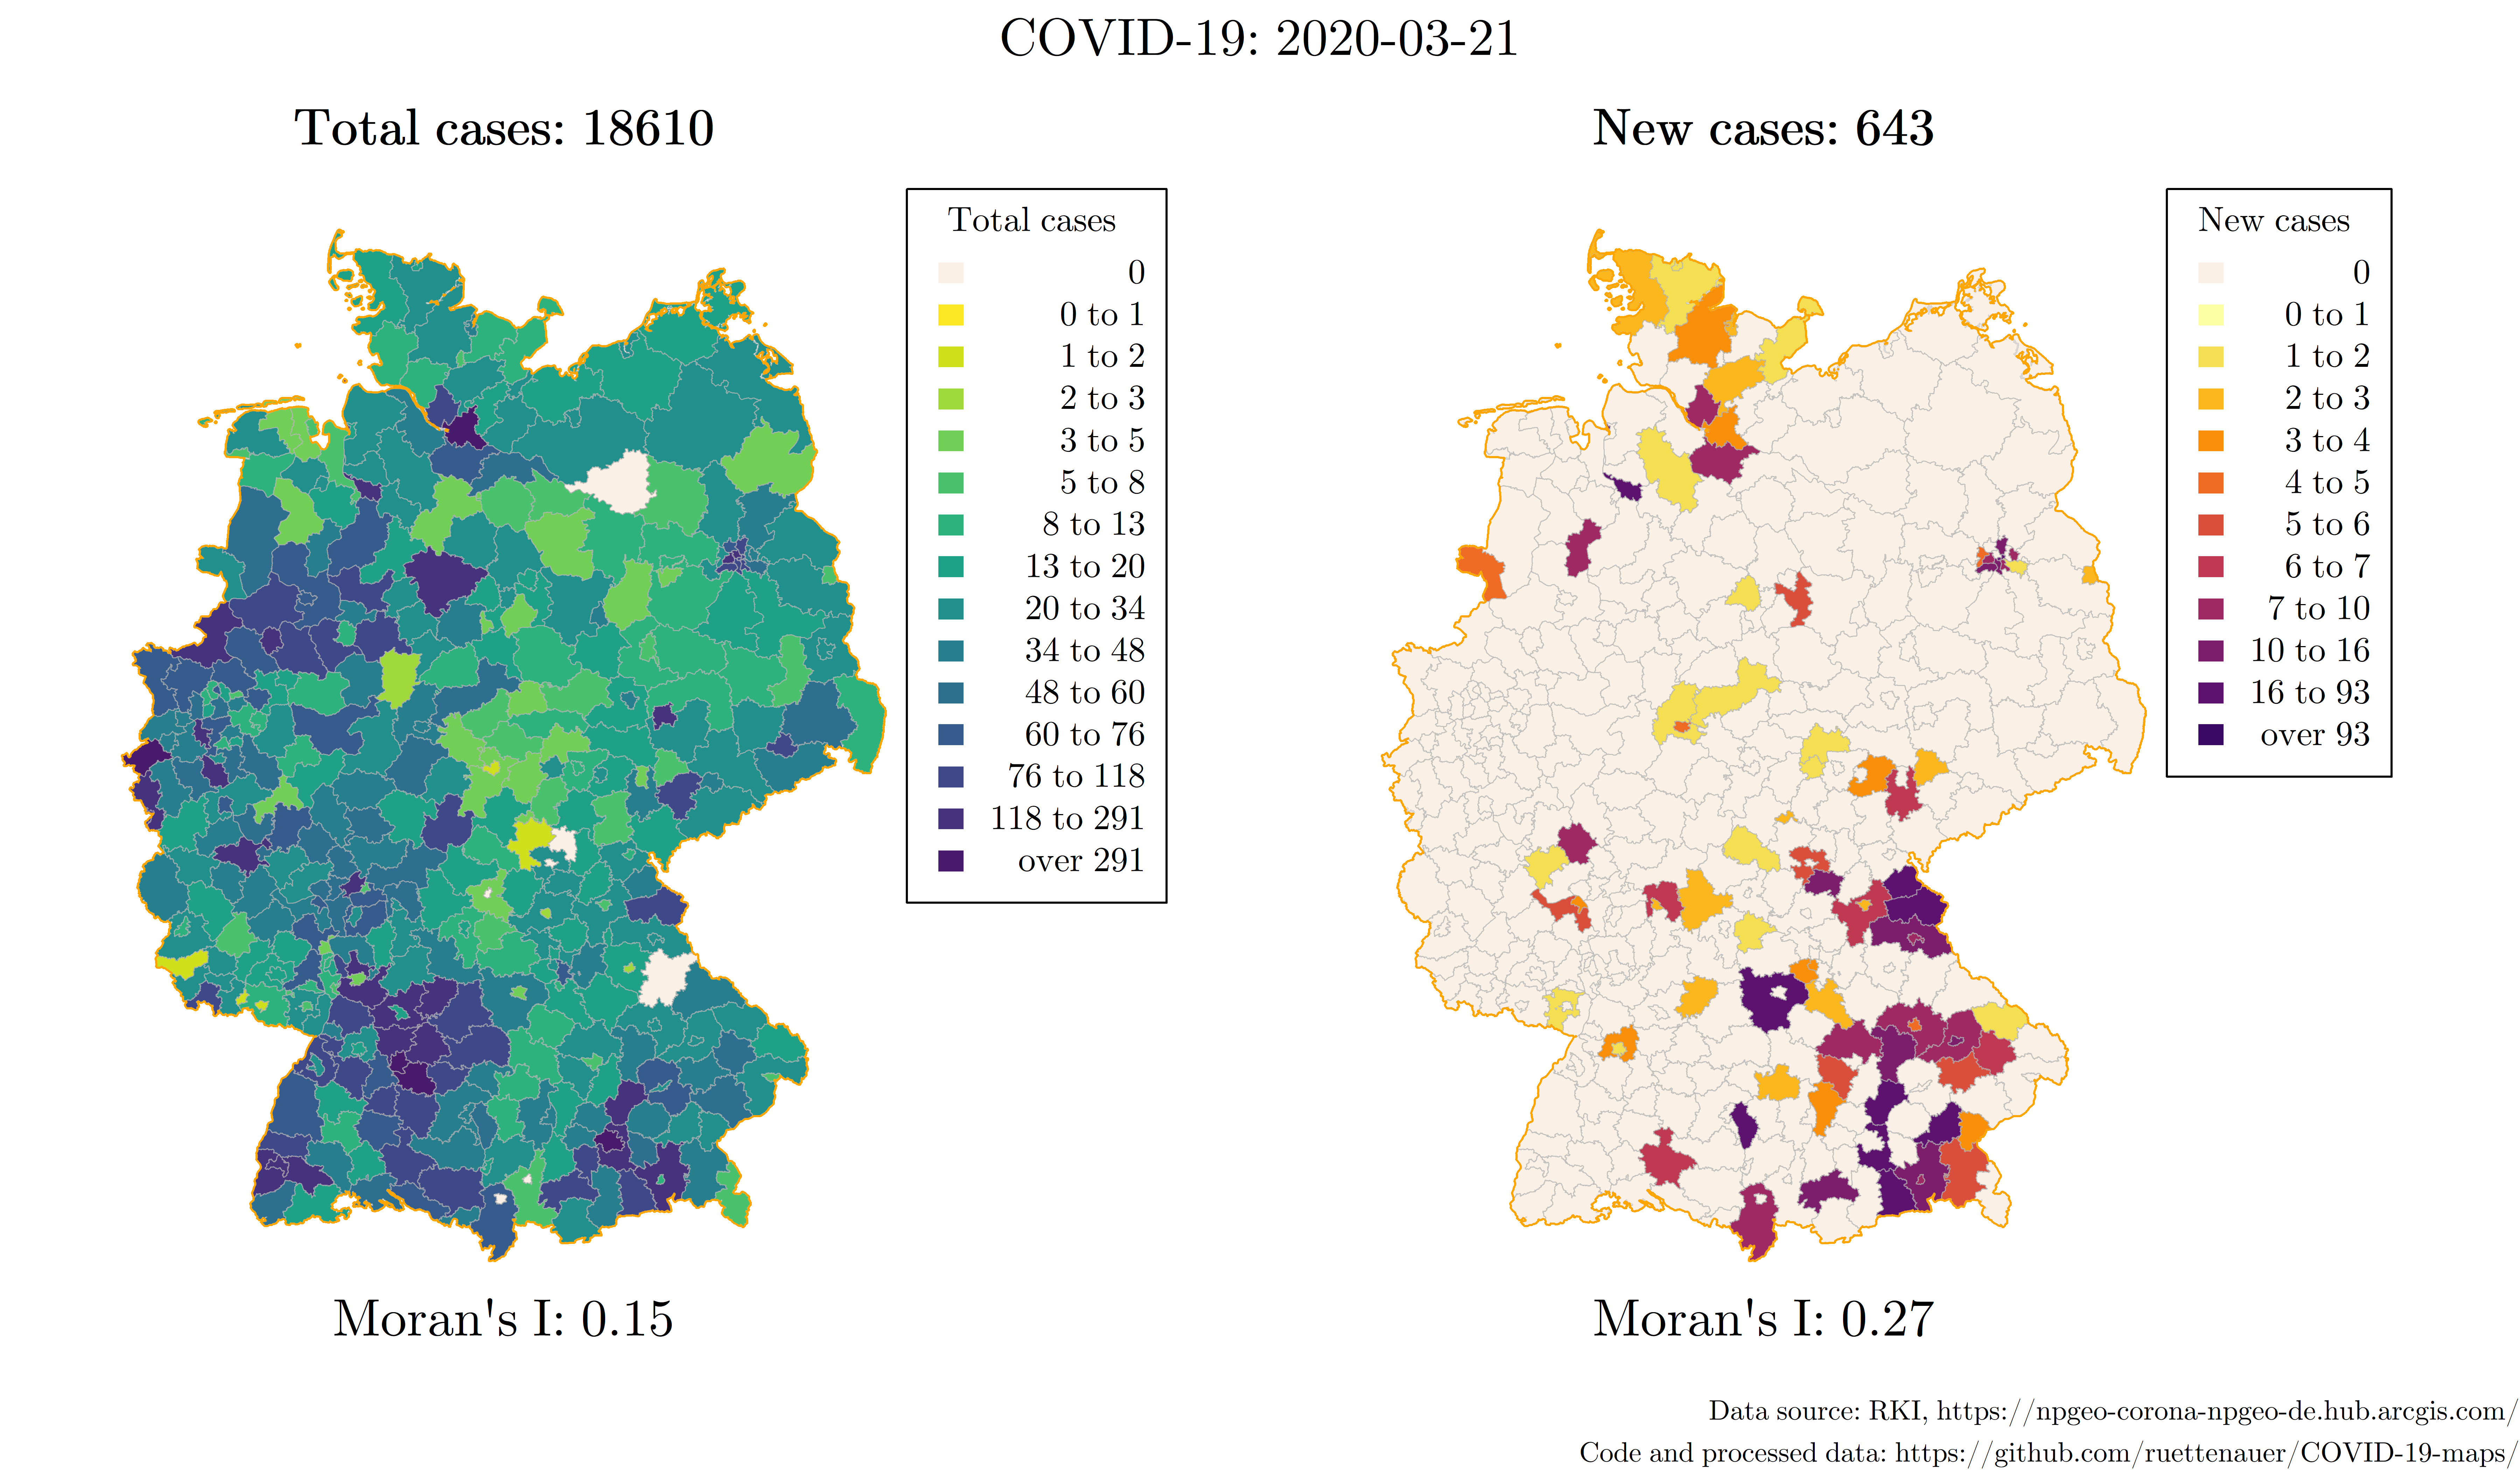 COVID-19: 2020-03-21
Total cases: 18610
Total cases
0
0 to 1
1 to 2
2 to 3
3 to 5
5 to 8
8 to 13
13 to 20
20 to 34
34 to 48
48 to 60
60 to 76
76 to 118
118 to 291
over 291
Moran's I: 0.15
New cases: 643
New cases
0
0 to 1
1 to 2
2 to 3
3 to 4
4 to 5
5 to 6
6 to 7
7 to 10
10 to 16
16 to 93
over 93
Moran's I: 0.27
Data source: RKI, https://npgeo-corona-npgeo-de.hub.arcgis.com/
Code and processed data: https://github.com/ruettenauer/COVID-19-maps/